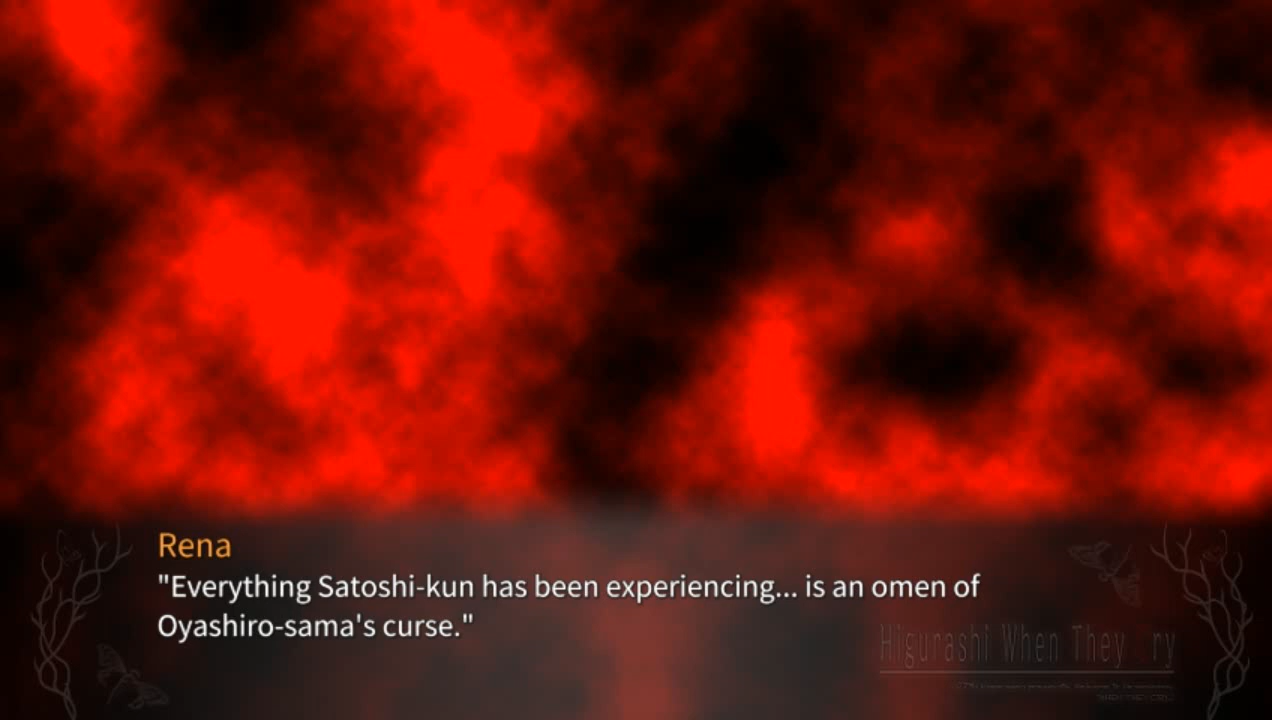 Rena
"Everything Satoshi-kun has been experiencing... is an omen of
Oyashiro-sama's curse."
Higurashi When They Cry